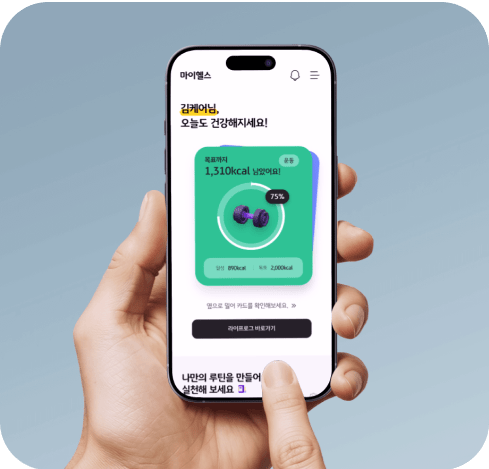 마이헬스
김케어님,
오늘도 건강해지세요!
목표까지
운동
1,310kcal 남았어요!
75%
달성 890kcal
목표 2,000kcal
옆으로 밀어 카드를 확인해보세요. »
라이프로그 바로가기
나만의 루틴을 만들어
실천해 보세요